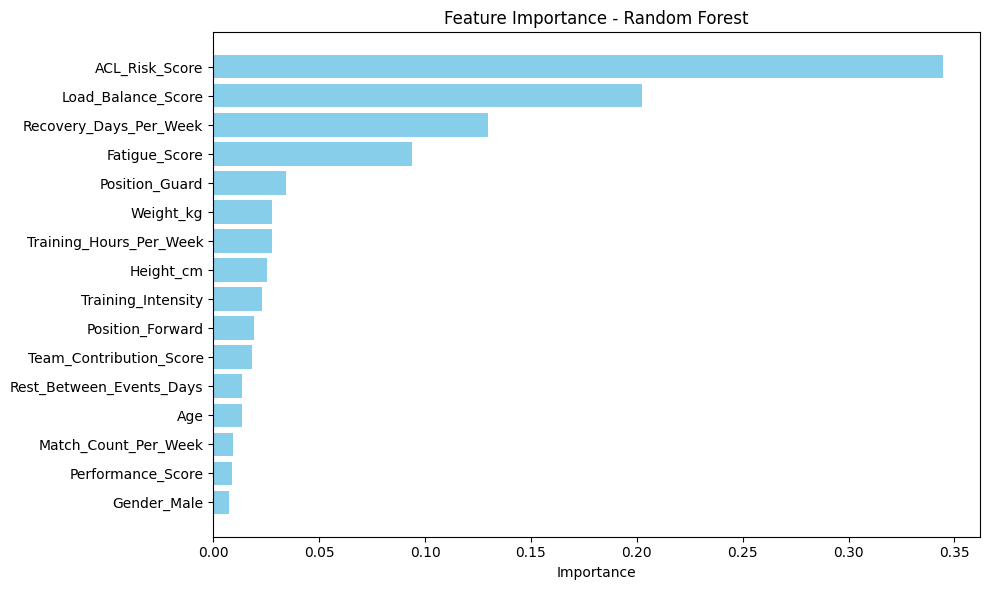 Feature Importance - Random Forest
ACL_Risk_Score
Load_Balance_Score
Recovery_Days_Per_Week
Fatigue_Score
Position_Guard
Weight_kg
Training_Hours_Per_Week
Height_cm
Training_Intensity
Position_Forward
Team_Contribution_Score
Rest_Between_Events_Days
Age
Match_Count_Per_Week
Performance_Score
Gender_Male
0.00 0.05 0.10 0.15 0.20 0.25 0.30 0.35
Importance